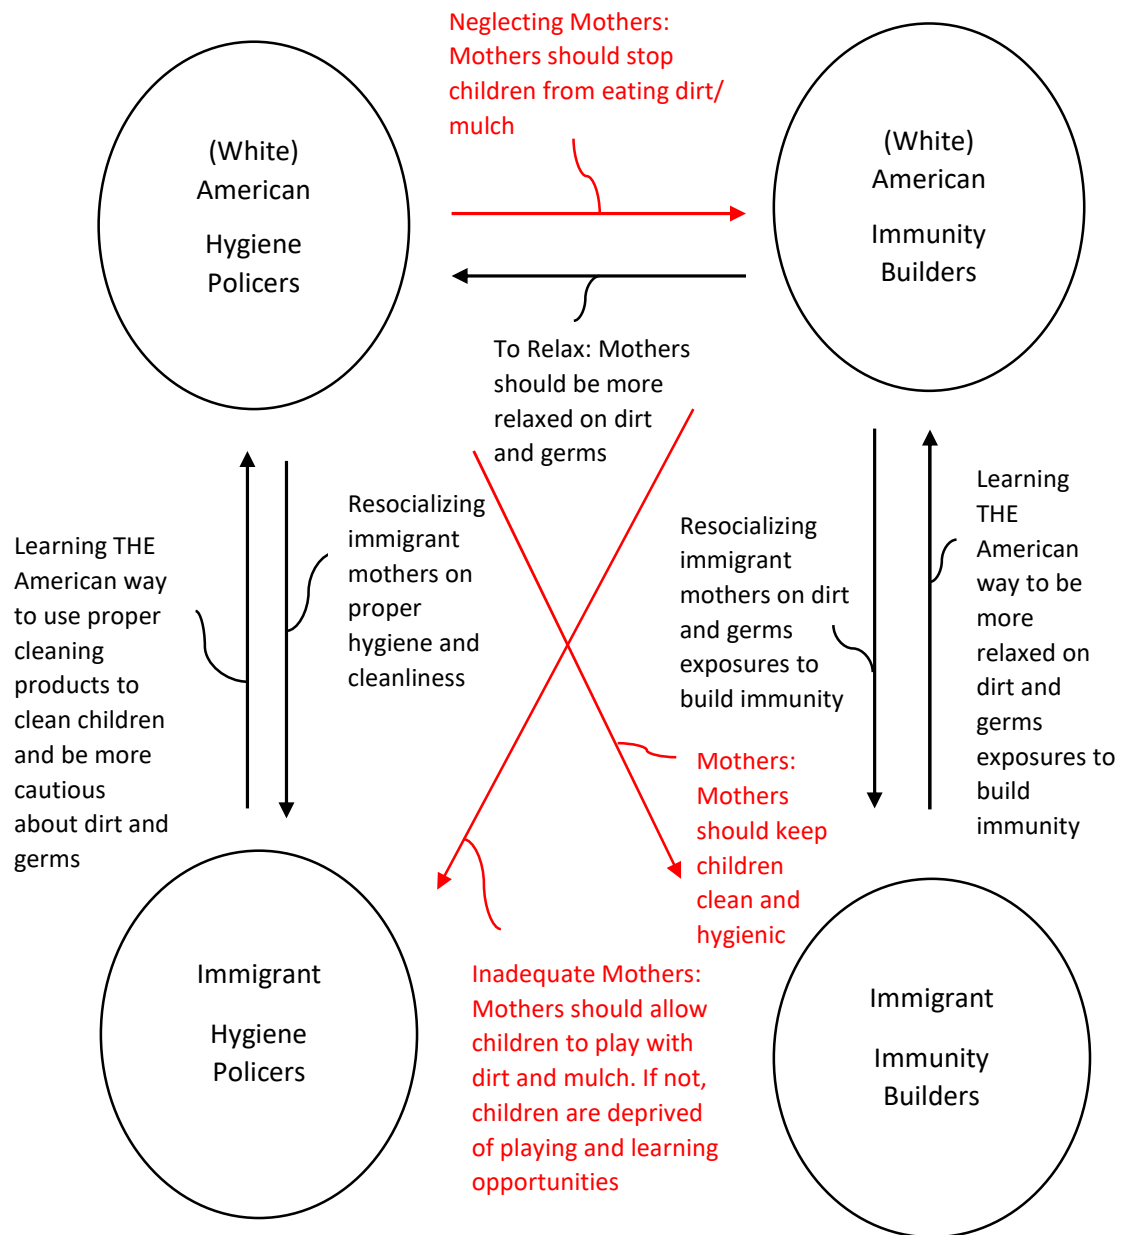 Neglecting Mothers:
Mothers should stop
children from eating dirt/
mulch
(White)
American
Hygiene
Policers
(White)
American
Immunity
Builders
To Relax: Mothers
should be more
relaxed on dirt
and germs
Learning THE
American way
to use proper
cleaning
products to
clean children
and be more
cautious
about dirt and
germs
Resocializing
immigrant
mothers on
proper
hygiene and
cleanliness
Resocializing
immigrant
mothers on dirt
and germs
exposures to
build immunity
Learning
THE
American
way to be
more
relaxed on
dirt and
germs
exposures to
build
immunity
Mothers:
Mothers
should keep
children
clean and
hygienic
Inadequate Mothers:
Mothers should allow
children to play with
dirt and mulch. If not,
children are deprived
of playing and learning
opportunities
Immigrant
Hygiene
Policers
Immigrant
Immunity
Builders